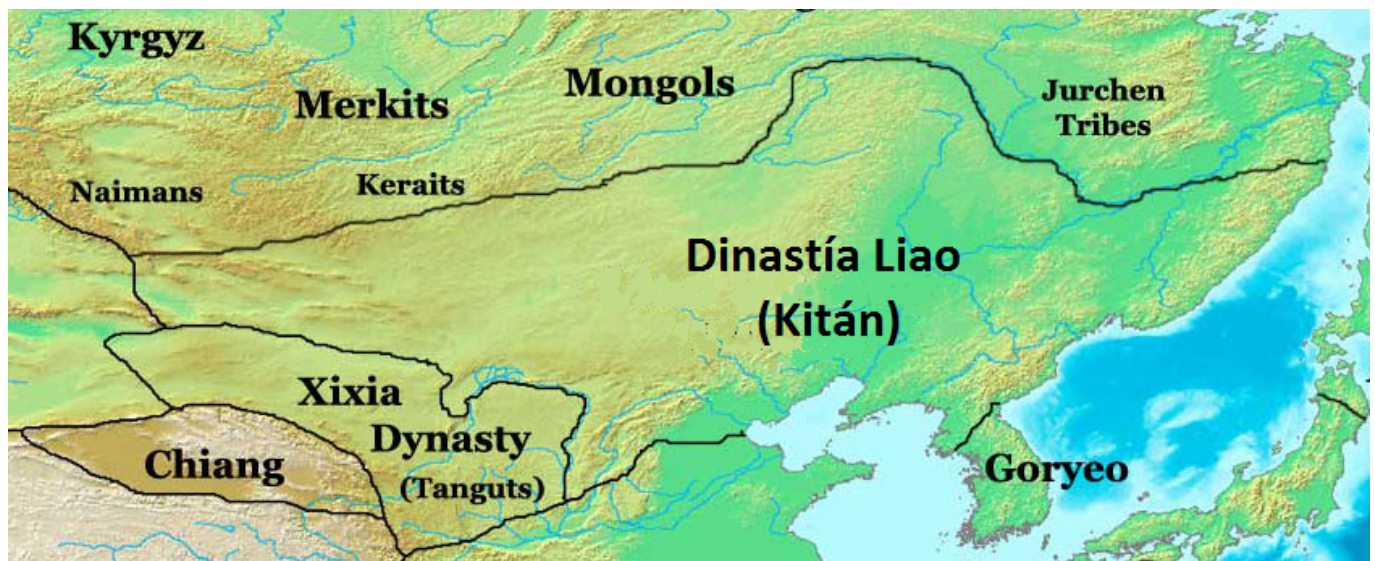 Kyrgyz
Merkits
Mongols
Jurchen
Tribes
Naimans
Keraits
Dinastía Liao
(Kitán)
Xixia
Dynasty
(Tanguts)
Chiang
Goryeo